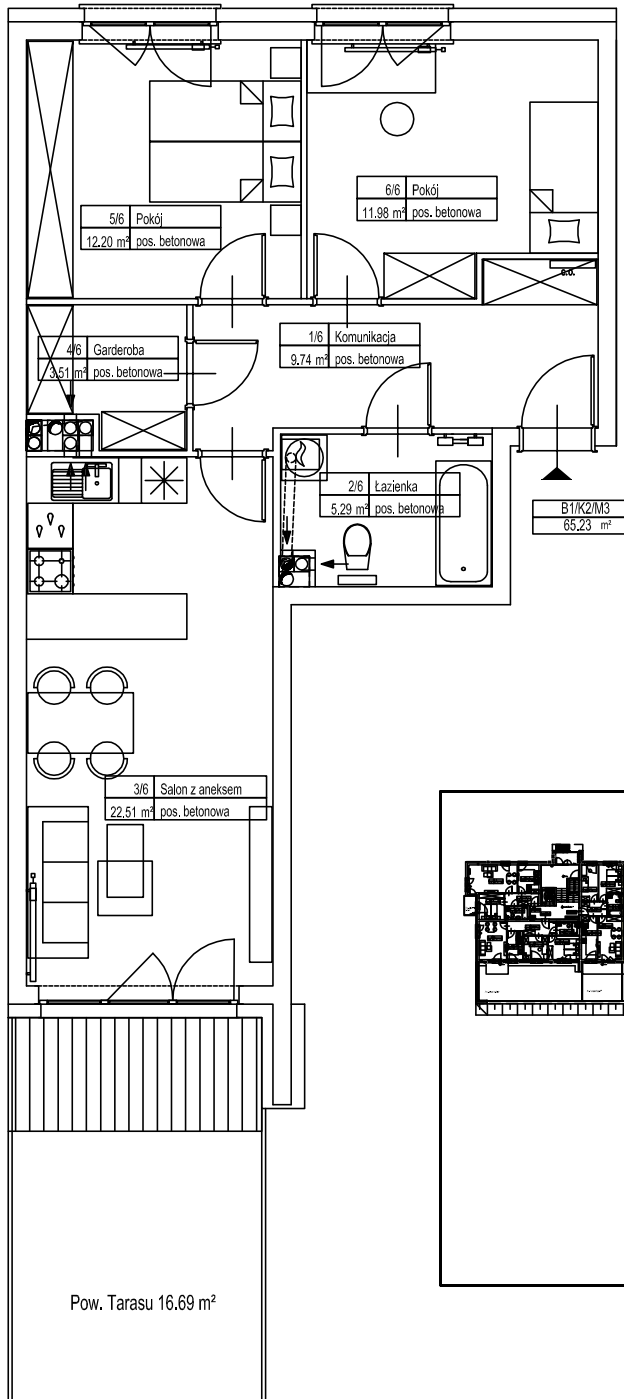 5/6 Pokój
12.20 m² pos. betonowa
6/6 Pokój
11.98 m² pos. betonowa
1/6 Komunikacja
9.74 m² pos. betonowa
4/6 Garderoba
3.51 m² pos. betonowa
2/6 Łazienka
5.29 m² pos. betonowa
B1/K2/M3
65.23 m²
3/6 Salon z aneksem
22.51 m² pos. betonowa
Pow. Tarasu 16.69 m²